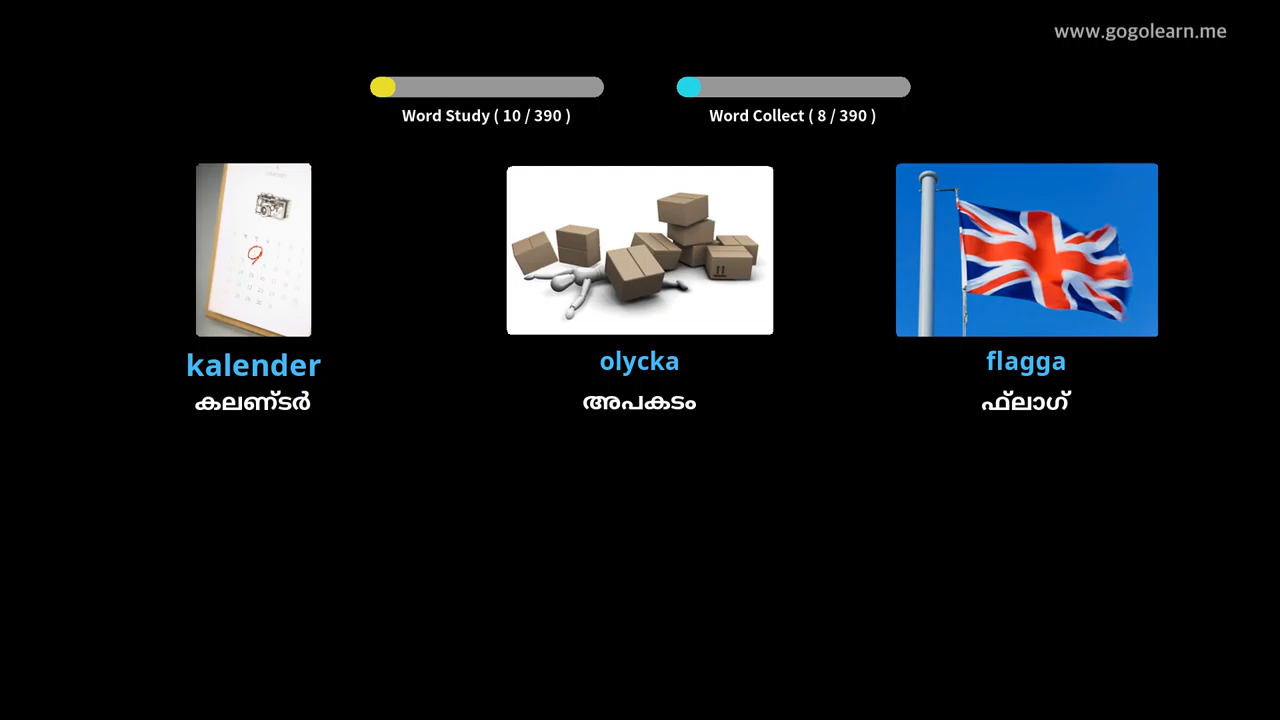 www.gogolearn.me
Word Study ( 10 / 390 )
Word Collect ( 8 / 390 )
kalender
കലണ്ടർ
olycka
അപകടം
flagga
ഫ്ലാഗ്